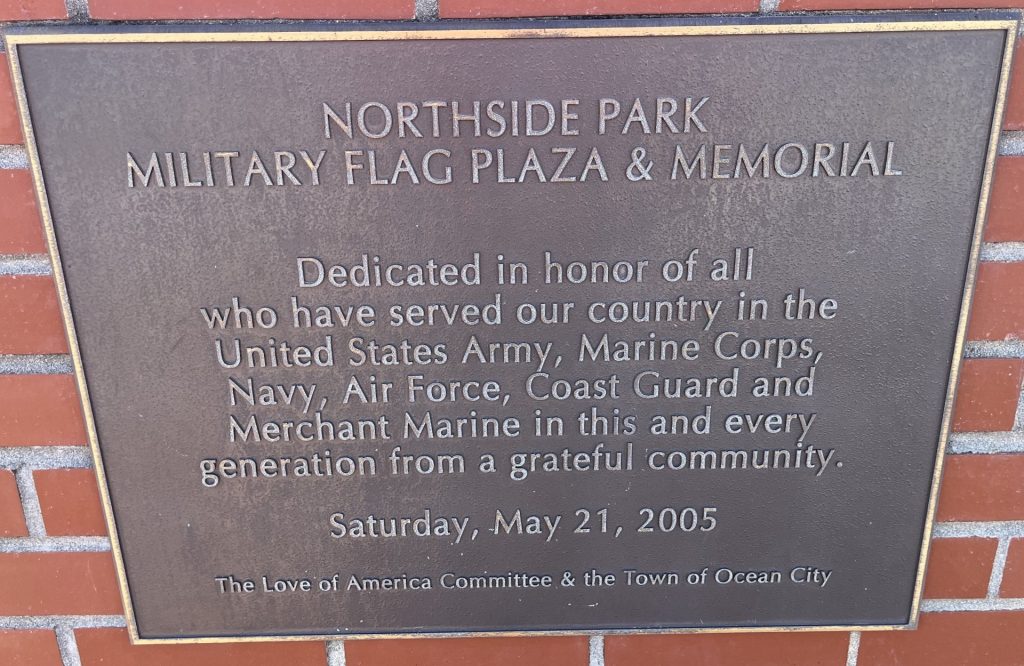 NORTHSIDE PARK
MILITARY FLAG PLAZA & MEMORIAL
Dedicated in honor of all
who have served our country in the
United States Army, Marine Corps,
Navy, Air Force, Coast Guard and
Merchant Marine in this and every
generation from a grateful community.
Saturday, May 21, 2005
The Love of America Committee & the Town of Ocean City